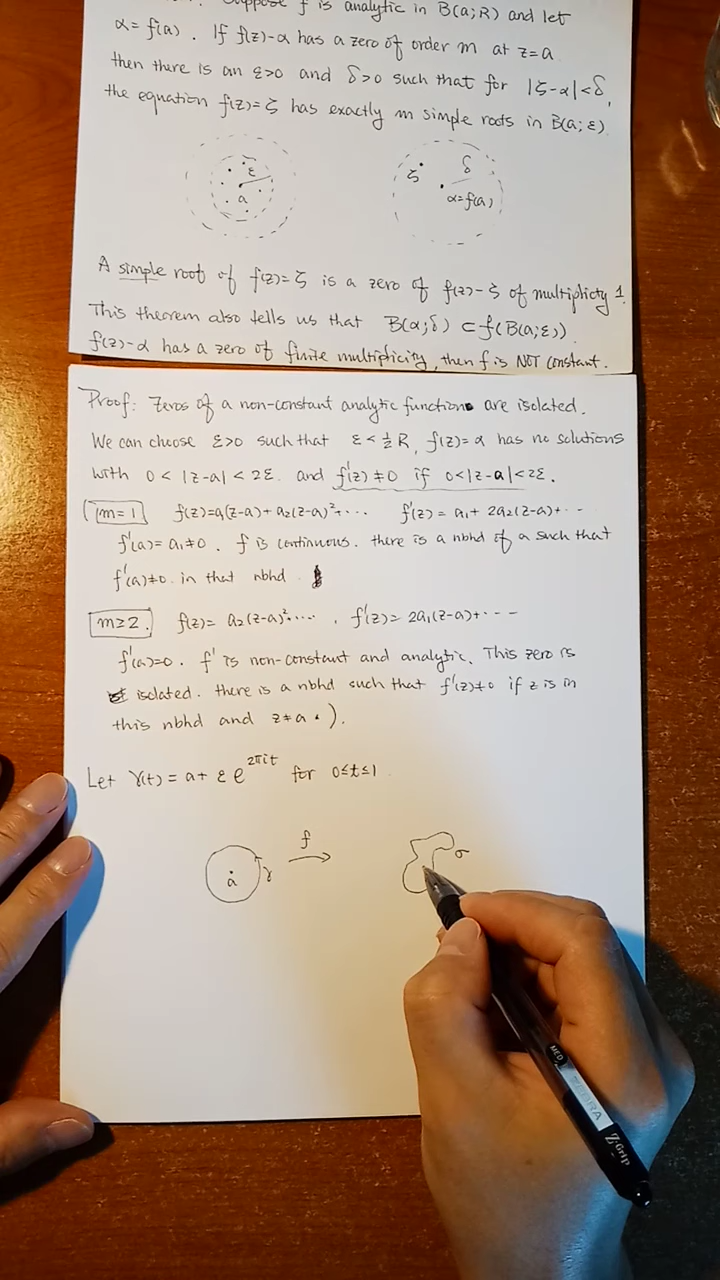 Suppose f is analytic in B(a;R) and let
α = f(a). If f(z)-α has a zero of order m at z=a
then there is an ε>0 and δ>0 such that for |ζ-α|<δ,
the equation f(z)=ζ has exactly m simple roots in B(a;ε)
ε
a
ζ
δ
α=f(a)
A simple root of f(z)=ζ is a zero of f(z)-ζ of multiplicity 1.
This theorem also tells us that B(α;δ) ⊂ f(B(a;ε))
f(z)-α has a zero of finite multiplicity, then f is NOT constant.
Proof: Zeros of a non-constant analytic function are isolated.
We can choose ε>0 such that ε < ½R, f(z)=α has no solutions
with 0 < |z-a| < 2ε. and f'(z) ≠ 0 if 0<|z-a|<2ε.
(m=1 f(z)=a₁(z-a)+a₂(z-a)²+... f'(z) = a₁+ 2a₂(z-a)+...
f'(a)= a₁≠0. f is continuous. there is a nbhd of a such that
f'(a)≠0 in that nbhd
m≥2. f(z)= a₂(z-a)²..., f'(z)= 2a₁(z-a)+---
f'(a)=0. f' is non-constant and analytic. This zero is
isolated. there is a nbhd such that f'(z)≠0 if z is in
this nbhd and z≠a.).
Let γ(t) = a+ ε e^{2πit} for 0≤t≤1
a
γ
f
σ
MED ZEBRA Z-Grip